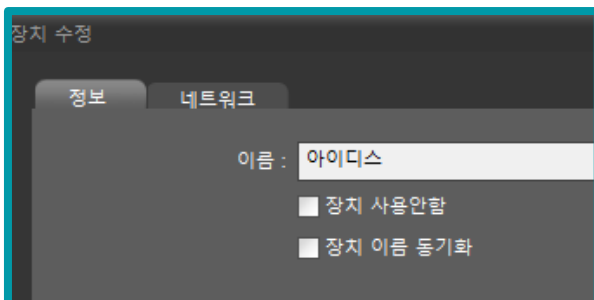 장치 수정
정보 네트워크
이름 : 아이디스
장치 사용안함
장치 이름 동기화